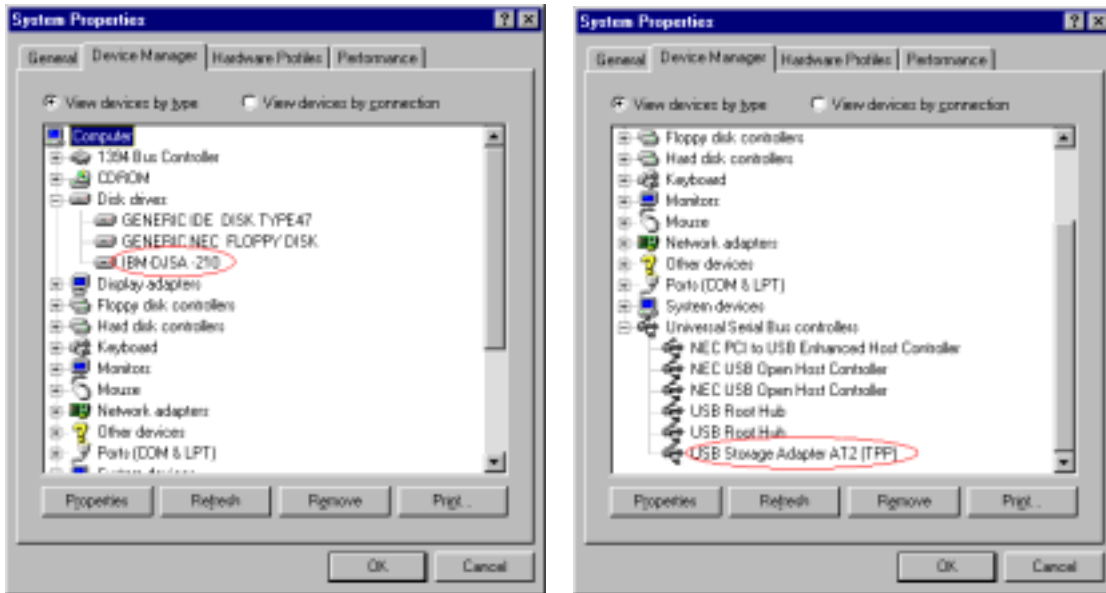 System Properties
General Device Manager Hardware Profiles Performance
View devices by type View devices by connection
Computer
1394 Bus Controller
CDROM
Disk drives
GENERIC IDE DISK TYPE47
GENERIC NEC FLOPPY DISK
IBM-DJSA-210
Display adapters
Floppy disk controllers
Hard disk controllers
Keyboard
Monitors
Mouse
Network adapters
Other devices
Ports (COM & LPT)
System devices
Properties Refresh Remove Print...
OK Cancel
System Properties
General Device Manager Hardware Profiles Performance
View devices by type View devices by connection
Floppy disk controllers
Hard disk controllers
Keyboard
Monitors
Mouse
Network adapters
Other devices
Ports (COM & LPT)
System devices
Universal Serial Bus controllers
NEC PCI to USB Enhanced Host Controller
NEC USB Open Host Controller
NEC USB Open Host Controller
USB Root Hub
USB Root Hub
USB Storage Adapter AT2 (TPP)
Properties Refresh Remove Print...
OK Cancel